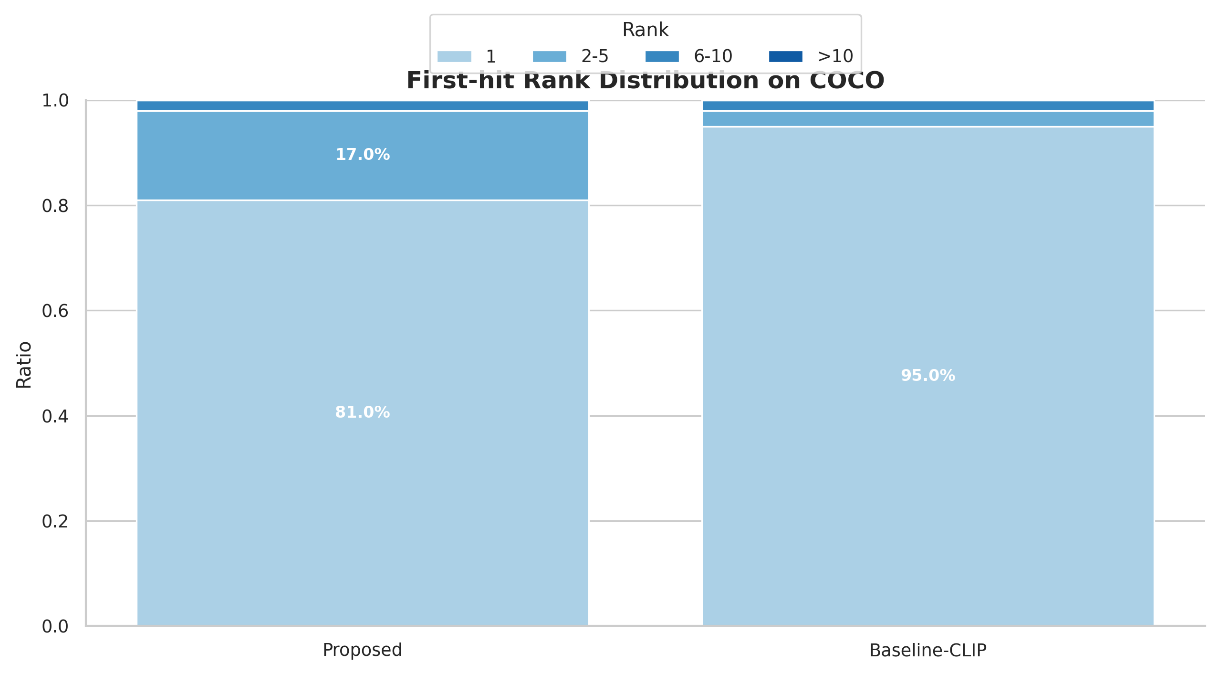 Rank
1 2-5 6-10 >10
First-hit Rank Distribution on COCO
1.0
0.8
0.6
0.4
0.2
0.0
Ratio
17.0%
81.0%
95.0%
Proposed Baseline-CLIP